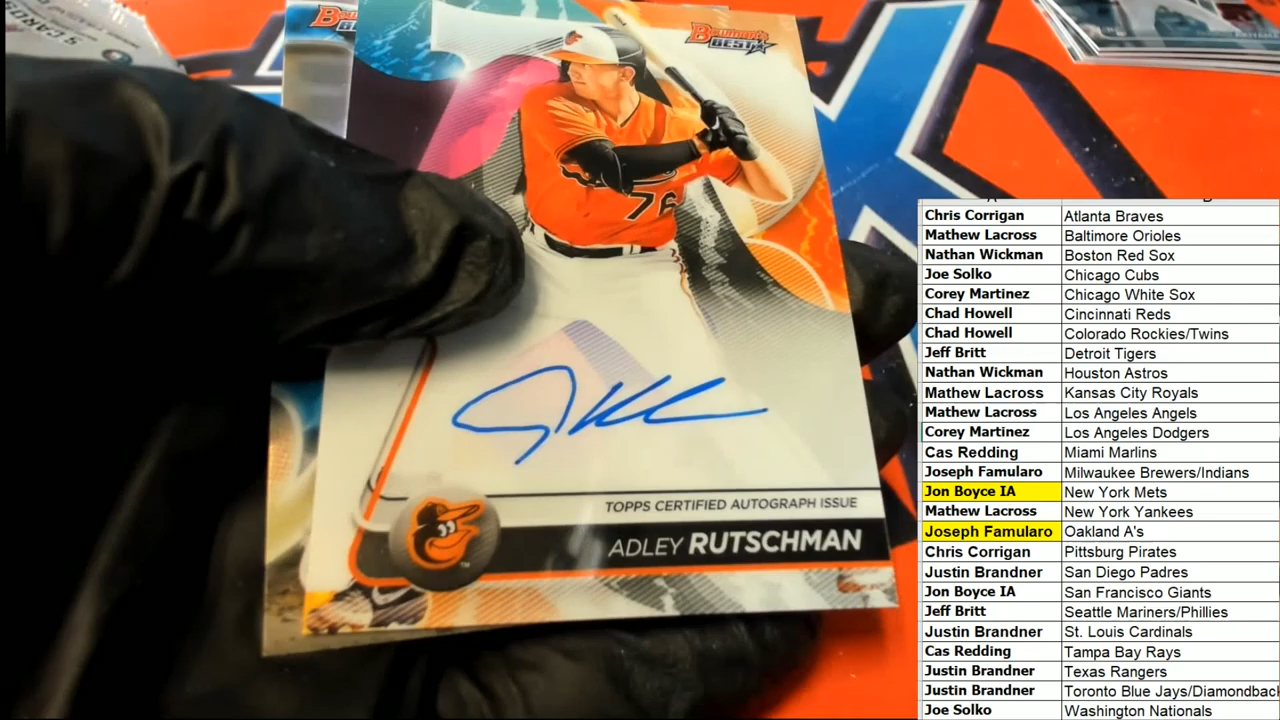 Bowman's
BEST
76
TOPPS CERTIFIED AUTOGRAPH ISSUE
ADLEY RUTSCHMAN
Chris Corrigan Atlanta Braves
Mathew Lacross Baltimore Orioles
Nathan Wickman Boston Red Sox
Joe Solko Chicago Cubs
Corey Martinez Chicago White Sox
Chad Howell Cincinnati Reds
Chad Howell Colorado Rockies/Twins
Jeff Britt Detroit Tigers
Nathan Wickman Houston Astros
Mathew Lacross Kansas City Royals
Mathew Lacross Los Angeles Angels
Corey Martinez Los Angeles Dodgers
Cas Redding Miami Marlins
Joseph Famularo Milwaukee Brewers/Indians
Jon Boyce IA New York Mets
Mathew Lacross New York Yankees
Joseph Famularo Oakland A's
Chris Corrigan Pittsburg Pirates
Justin Brandner San Diego Padres
Jon Boyce IA San Francisco Giants
Jeff Britt Seattle Mariners/Phillies
Justin Brandner St. Louis Cardinals
Cas Redding Tampa Bay Rays
Justin Brandner Texas Rangers
Justin Brandner Toronto Blue Jays/Diamondback
Joe Solko Washington Nationals